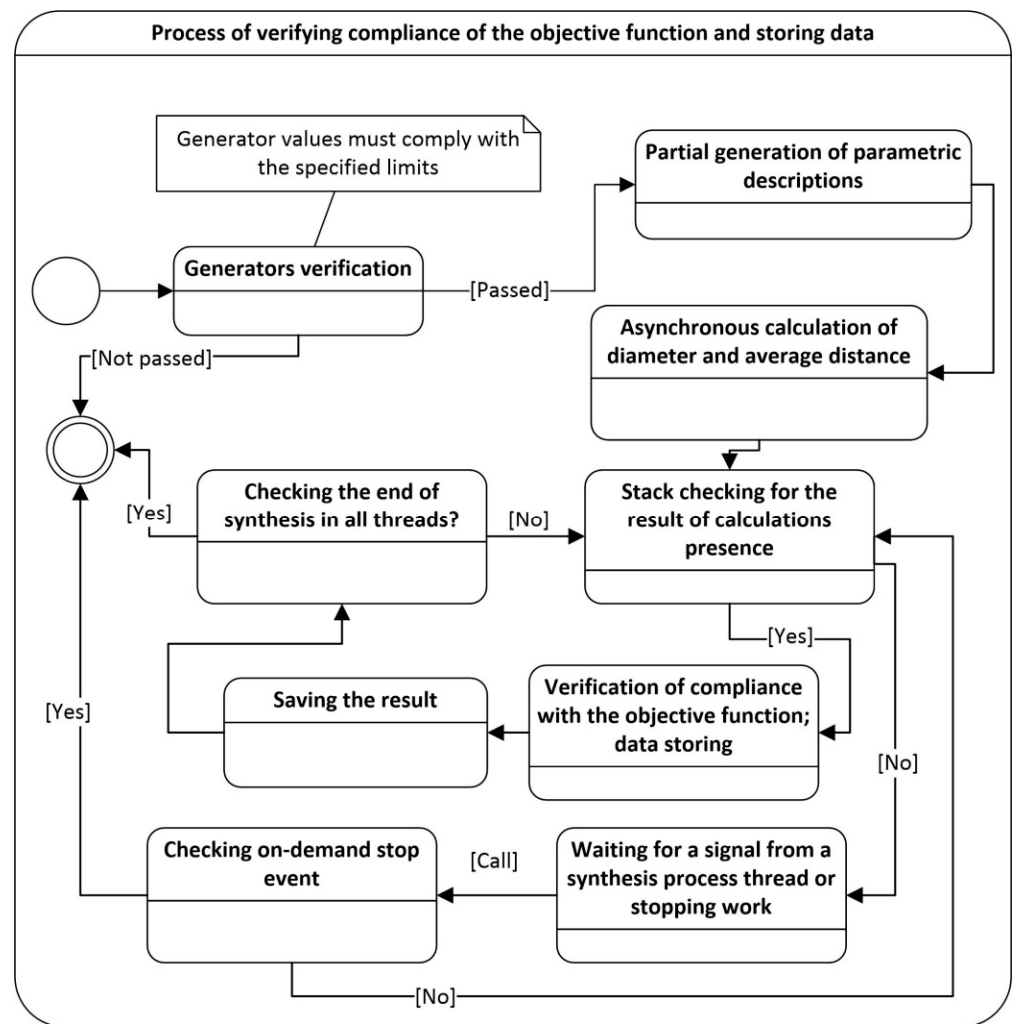 Process of verifying compliance of the objective function and storing data
Generator values must comply with
the specified limits
Partial generation of parametric
descriptions
Generators verification
[Passed]
Asynchronous calculation of
diameter and average distance
[Not passed]
Checking the end of
synthesis in all threads?
[Yes]
[No]
Stack checking for the
result of calculations
presence
[Yes]
Saving the result
Verification of compliance
with the objective function;
data storing
[Yes]
[No]
Checking on-demand stop
event
[Call]
Waiting for a signal from a
synthesis process thread or
stopping work
[No]